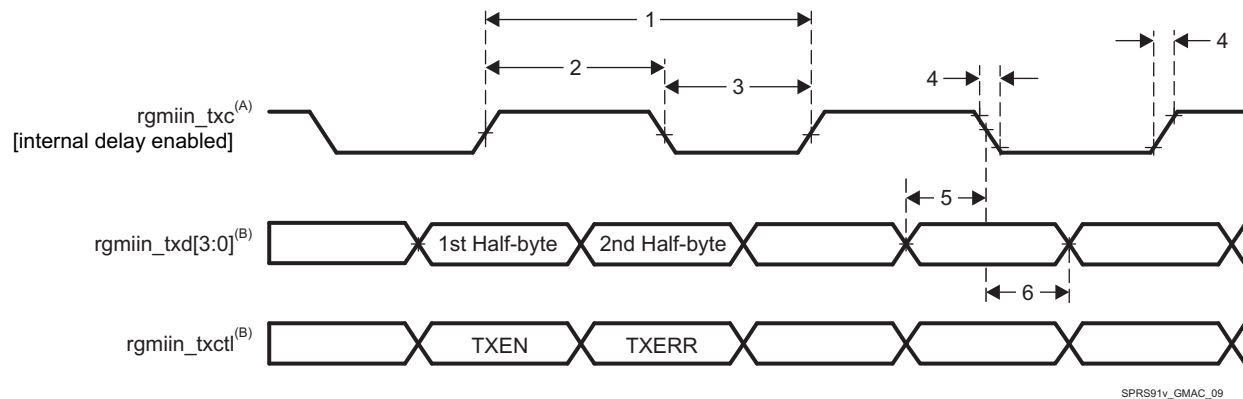 1
4
2
4
3
rgmiin_txc(A)
[internal delay enabled]
5
rgmiin_txd[3:0](B)
1st Half-byte
2nd Half-byte
6
rgmiin_txctl(B)
TXEN
TXERR
SPRS91v_GMAC_09